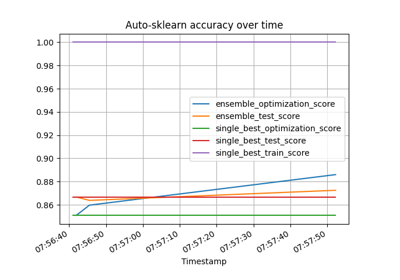 Auto-sklearn accuracy over time
1.00
0.98
0.96
0.94
0.92
0.90
0.88
0.86
ensemble_optimization_score
ensemble_test_score
single_best_optimization_score
single_best_test_score
single_best_train_score
07:56:40
07:56:50
07:57:00
07:57:10
07:57:20
07:57:30
07:57:40
07:57:50
Timestamp